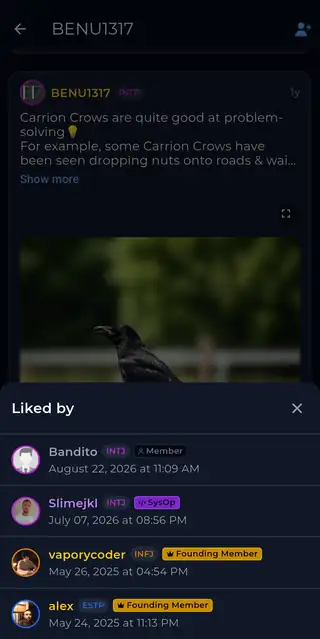 BENU1317
BENU1317 INTP 1y
Carrion Crows are quite good at problem-
solving💡
For example, some Carrion Crows have
been seen dropping nuts onto roads & wai...
Show more
Liked by
Bandito INTJ Member
August 22, 2026 at 11:09 AM
Slimejkl INTJ SysOp
July 07, 2026 at 08:56 PM
vaporycoder INFJ Founding Member
May 26, 2025 at 04:54 PM
alex ESTP Founding Member
May 24, 2025 at 11:13 PM